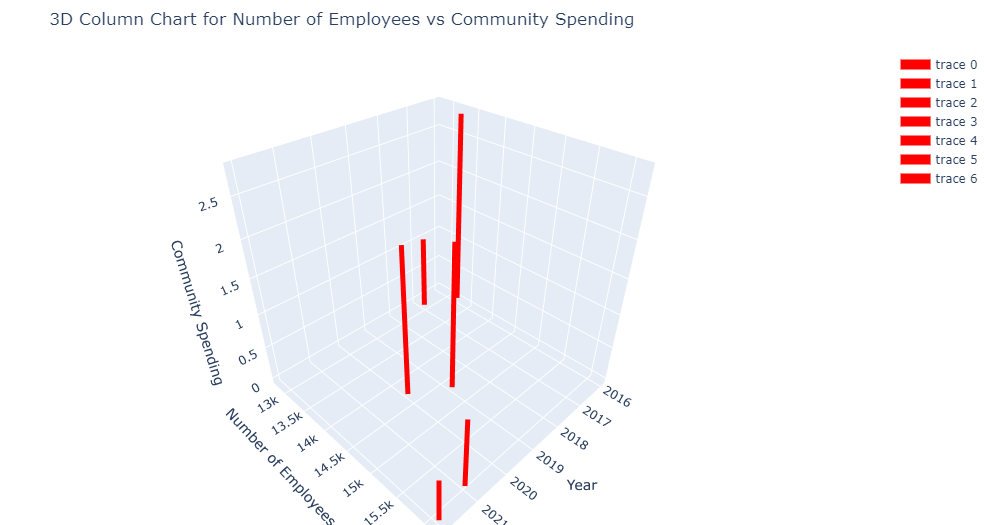 3D Column Chart for Number of Employees vs Community Spending
trace 0
trace 1
trace 2
trace 3
trace 4
trace 5
trace 6
2.5
2
1.5
1
0.5
0
Community Spending
13k
13.5k
14k
14.5k
15k
15.5k
Number of Employees
2016
2017
2018
2019
2020
2021
Year